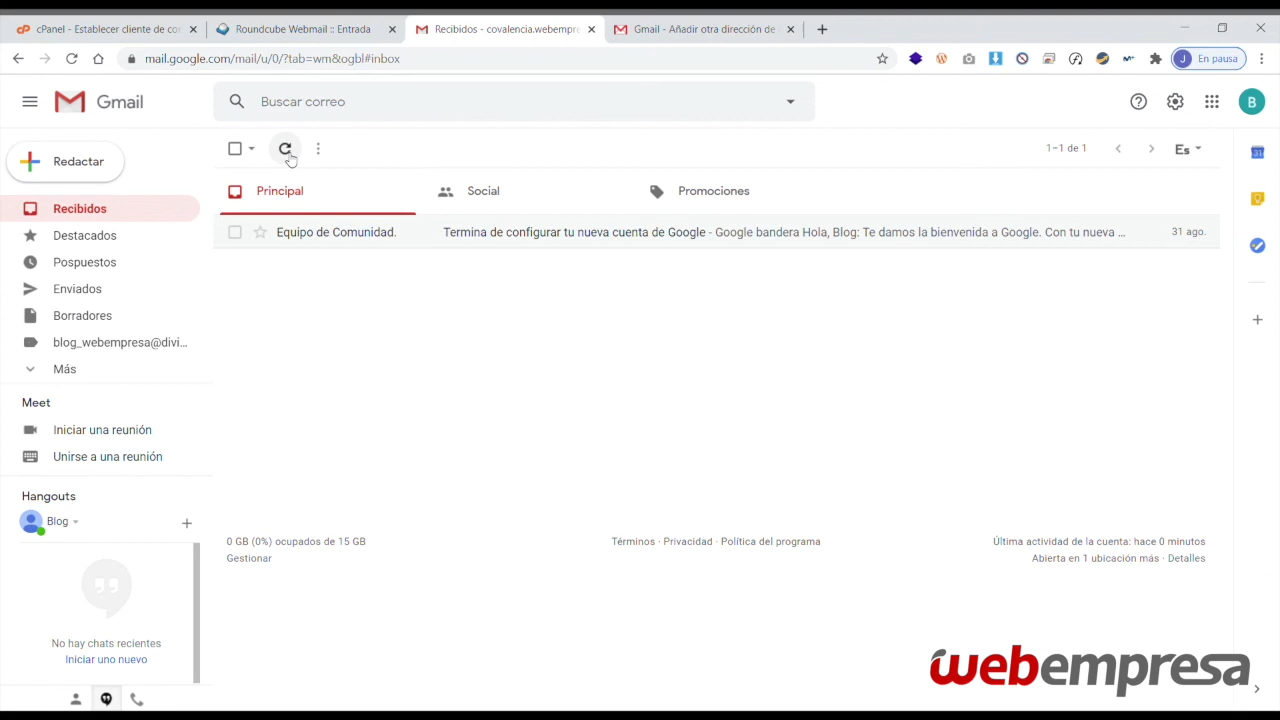 cPanel - Establecer cliente de co
Roundcube Webmail :: Entrada
Recibidos - covalencia.webempre
Gmail - Añadir otra dirección de
mail.google.com/mail/u/0/?tab=wm&ogbl#inbox
J
En pausa
Gmail
Buscar correo
B
Redactar
1–1 de 1
Es
Principal
Social
Promociones
Recibidos
Equipo de Comunidad.
Termina de configurar tu nueva cuenta de Google - Google bandera Hola, Blog: Te damos la bienvenida a Google. Con tu nueva …
31 ago.
Destacados
Pospuestos
Enviados
Borradores
blog_webempresa@divi...
Más
Meet
Iniciar una reunión
Unirse a una reunión
Hangouts
Blog
0 GB (0%) ocupados de 15 GB
Gestionar
Términos · Privacidad · Política del programa
Última actividad de la cuenta: hace 0 minutos
Abierta en 1 ubicación más · Detalles
No hay chats recientes
Iniciar uno nuevo
webempresa